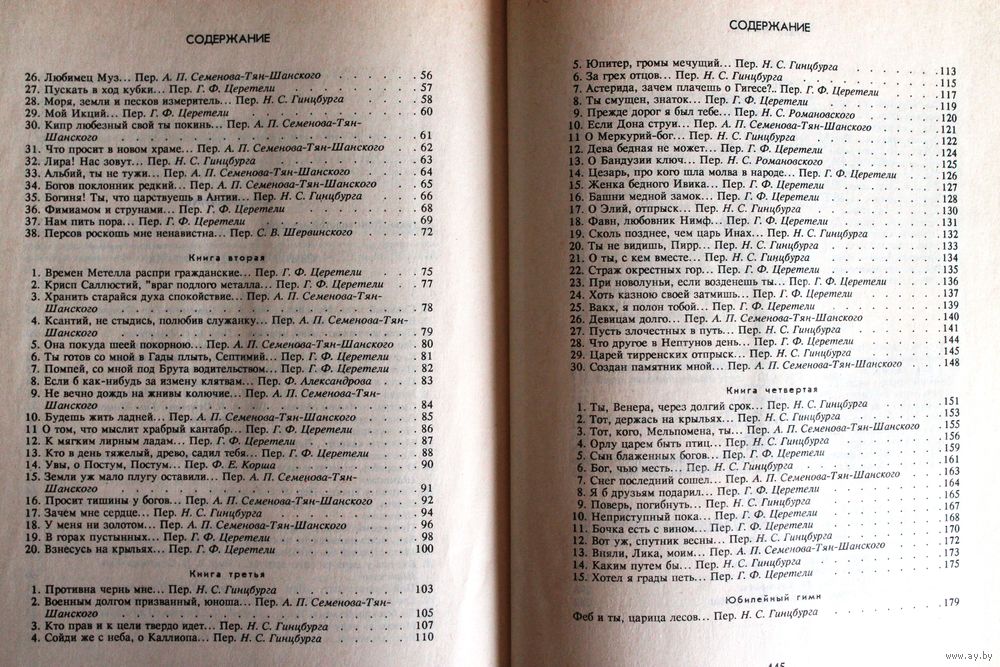 СОДЕРЖАНИЕ
26. Любимец Муз... Пер. А. П. Семенова-Тян-Шанского . . . . . . 56
27. Пускать в ход кубки... Пер. Г. Ф. Церетели . . . . . . 57
28. Моря, земли и песков измеритель... Пер. Н. С. Гинцбурга . . . . 58
29. Мой Икций... Пер. Г. Ф. Церетели . . . . . . 60
30. Кипр любезный свой ты покинь... Пер. А. П. Семенова-Тян-
Шанского . . . . . . 61
31. Что просит в новом храме... Пер. А. П. Семенова-Тян-Шанского . . 62
32. Лира! Нас зовут... Пер. Н. С. Гинцбурга . . . . . . 63
33. Альбий, ты не тужи... Пер. А. П. Семенова-Тян-Шанского . . . . 64
34. Богов поклонник редкий... Пер. А. П. Семенова-Тян-Шанского . . . 65
35. Богиня! Ты, что царствуешь в Антии... Пер. Н. С. Гинцбурга . . . 66
36. Фимиамом и струнами... Пер. Г. Ф. Церетели . . . . . . 68
37. Нам пить пора... Пер. Г. Ф. Церетели . . . . . . 69
38. Персов роскошь мне ненавистна... Пер. С. В. Шервинского . . . . 72
Книга вторая
1. Времен Метелла распри гражданские... Пер. Г. Ф. Церетели . . . 75
2. Крисп Саллюстий, "враг подлого металла... Пер. Г. Ф. Церетели . . . 77
3. Хранить старайся духа спокойствие... Пер. А. П. Семенова-Тян-
Шанского . . . . . . 78
4. Ксантий, не стыдись, полюбив служанку... Пер. А. П. Семенова-Тян-
Шанского . . . . . . 79
5. Она покуда шеей покорною... Пер. А. П. Семенова-Тян-Шанского . . 80
6. Ты готов со мной в Гады плыть, Септимий... Пер. Г. Ф. Церетели . . 81
7. Помпей, со мной под Брута водительством... Пер. Г. Ф. Церетели . . 82
8. Если б как-нибудь за измену клятвам... Пер. Ф. Александрова . . . 83
9. Не вечно дождь на жнивы колючие... Пер. А. П. Семенова-Тян-
Шанского . . . . . . 84
10. Будешь жить ладней... Пер. А. П. Семенова-Тян-Шанского . . . . 85
11 О том, что мыслит храбрый кантабр... Пер. Г. Ф. Церетели . . . 86
12. К мягким лирным ладам... Пер. Г. Ф. Церетели . . . . . . 87
13. Кто в день тяжелый, древо, садил тебя... Пер. Г. Ф. Церетели . . . 88
14. Увы, о Постум, Постум... Пер. Ф. Е. Корша . . . . . . 90
15. Земли уж мало плугу оставили... Пер. А. П. Семенова-Тян-
Шанского . . . . . . 91
16. Просит тишины у богов... Пер. А. П. Семенова-Тян-Шанского . . . 92
17. Зачем мне сердце... Пер. Н. С. Гинцбурга . . . . . . 94
18. У меня ни золотом... Пер. А. П. Семенова-Тян-Шанского . . . . 96
19. В горах пустынных... Пер. Г. Ф. Церетели . . . . . . 98
20. Взнесусь на крыльях... Пер. Г. Ф. Церетели . . . . . . 100
Книга третья
1. Противна чернь мне... Пер. Н. С. Гинцбурга . . . . . . 103
2. Военным долгом призванный, юноша... Пер. А. П. Семенова-Тян-
Шанского . . . . . . 105
3. Кто прав и к цели твердо идет... Пер. Н. С. Гинцбурга . . . . 107
4. Сойди же с неба, о Каллиопа... Пер. Н. С. Гинцбурга . . . . 110
СОДЕРЖАНИЕ
5. Юпитер, громы мечущий... Пер. Н. С. Гинцбурга . . . . . . 113
6. За грех отцов... Пер. Н. С. Гинцбурга . . . . . . 115
7. Астерида, зачем плачешь о Гигесе?.. Пер. Г. Ф. Церетели . . . . 117
8. Ты смущен, знаток... Пер. Г. Ф. Церетели . . . . . . 119
9. Прежде дорог я был тебе... Пер. Н. С. Романовского . . . . 120
10. Если Дона струи... Пер. А. П. Семенова-Тян-Шанского . . . . 121
11 О Меркурий-бог... Пер. Н. С. Гинцбурга . . . . . . 122
12. Дева бедная не может... Пер. Г. Ф. Церетели . . . . . . 124
13. О Бандузии ключ... Пер. Н. С. Романовского . . . . . . 125
14. Цезарь, про кого шла молва в народе... Пер. Г. Ф. Церетели . . . 126
15. Женка бедного Ивика... Пер. Г. Ф. Церетели . . . . . . 127
16. Башни медной замок... Пер. Г. Ф. Церетели . . . . . . 128
17. О Элий, отпрыск... Пер. Н. С. Гинцбурга . . . . . . 130
18. Фавн, любовник Нимф... Пер. Г. Ф. Церетели . . . . . . 131
19. Сколь позднее, чем царь Инах... Пер. Г. Ф. Церетели . . . . 132
20. Ты не видишь, Пирр... Пер. Н. С. Гинцбурга . . . . . . 133
21. О ты, с кем вместе... Пер. Н. С. Гинцбурга . . . . . . 134
22. Страж окрестных гор... Пер. Г. Ф. Церетели . . . . . . 135
23. При новолуньи, если возденешь ты... Пер. Н. С. Гинцбурга . . . 136
24. Хоть казною своей затмишь... Пер. Г. Ф. Церетели . . . . 137
25. Вакх, я полон тобой... Пер. Г. Ф. Церетели . . . . . . 139
26. Девицам долго... Пер. А. П. Семенова-Тян-Шанского . . . . 140
27. Пусть злочестных в путь... Пер. Н. С. Гинцбурга . . . . . . 141
28. Что другое в Нептунов день... Пер. Н. С. Гинцбурга . . . . 144
29. Царей тирренских отпрыск... Пер. Н. С. Гинцбурга . . . . 145
30. Создан памятник мной... Пер. А. П. Семенова-Тян-Шанского . . . 148
Книга четвертая
1. Ты, Венера, через долгий срок... Пер. Н. С. Гинцбурга . . . . 151
2. Тот, держась на крыльях... Пер. Н. С. Гинцбурга . . . . . . 153
3. Тот, кого, Мельпомена, ты... Пер. А. П. Семенова-Тян-Шанского . . 155
4. Орлу царем быть птиц... Пер. Н. С. Гинцбурга . . . . . . 156
5. Сын блаженных богов... Пер. Г. Ф. Церетели . . . . . . 159
6. Бог, чью месть... Пер. Н. С. Гинцбурга . . . . . . 161
7. Снег последний сошел... Пер. А. П. Семенова-Тян-Шанского . . . 163
8. Я б друзьям подарил... Пер. Г. Ф. Церетели . . . . . . 164
9. Поверь, погибнуть... Пер. Н. С. Гинцбурга . . . . . . 165
10. Неприступный пока... Пер. Г. Ф. Церетели . . . . . . 167
11. Бочка есть с вином... Пер. Г. Ф. Церетели . . . . . . 168
12. Вот уж, спутник весны... Пер. Г. Ф. Церетели . . . . . . 170
13. Вняли, Лика, моим... Пер. А. П. Семенова-Тян-Шанского . . . . 172
14. Каким путем бы... Пер. Н. С. Гинцбурга . . . . . . 173
15. Хотел я грады петь... Пер. Г. Ф. Церетели . . . . . . 175
Юбилейный гимн
Феб и ты, царица лесов... Пер. Н. С. Гинцбурга . . . . . . 179
www.ay.by